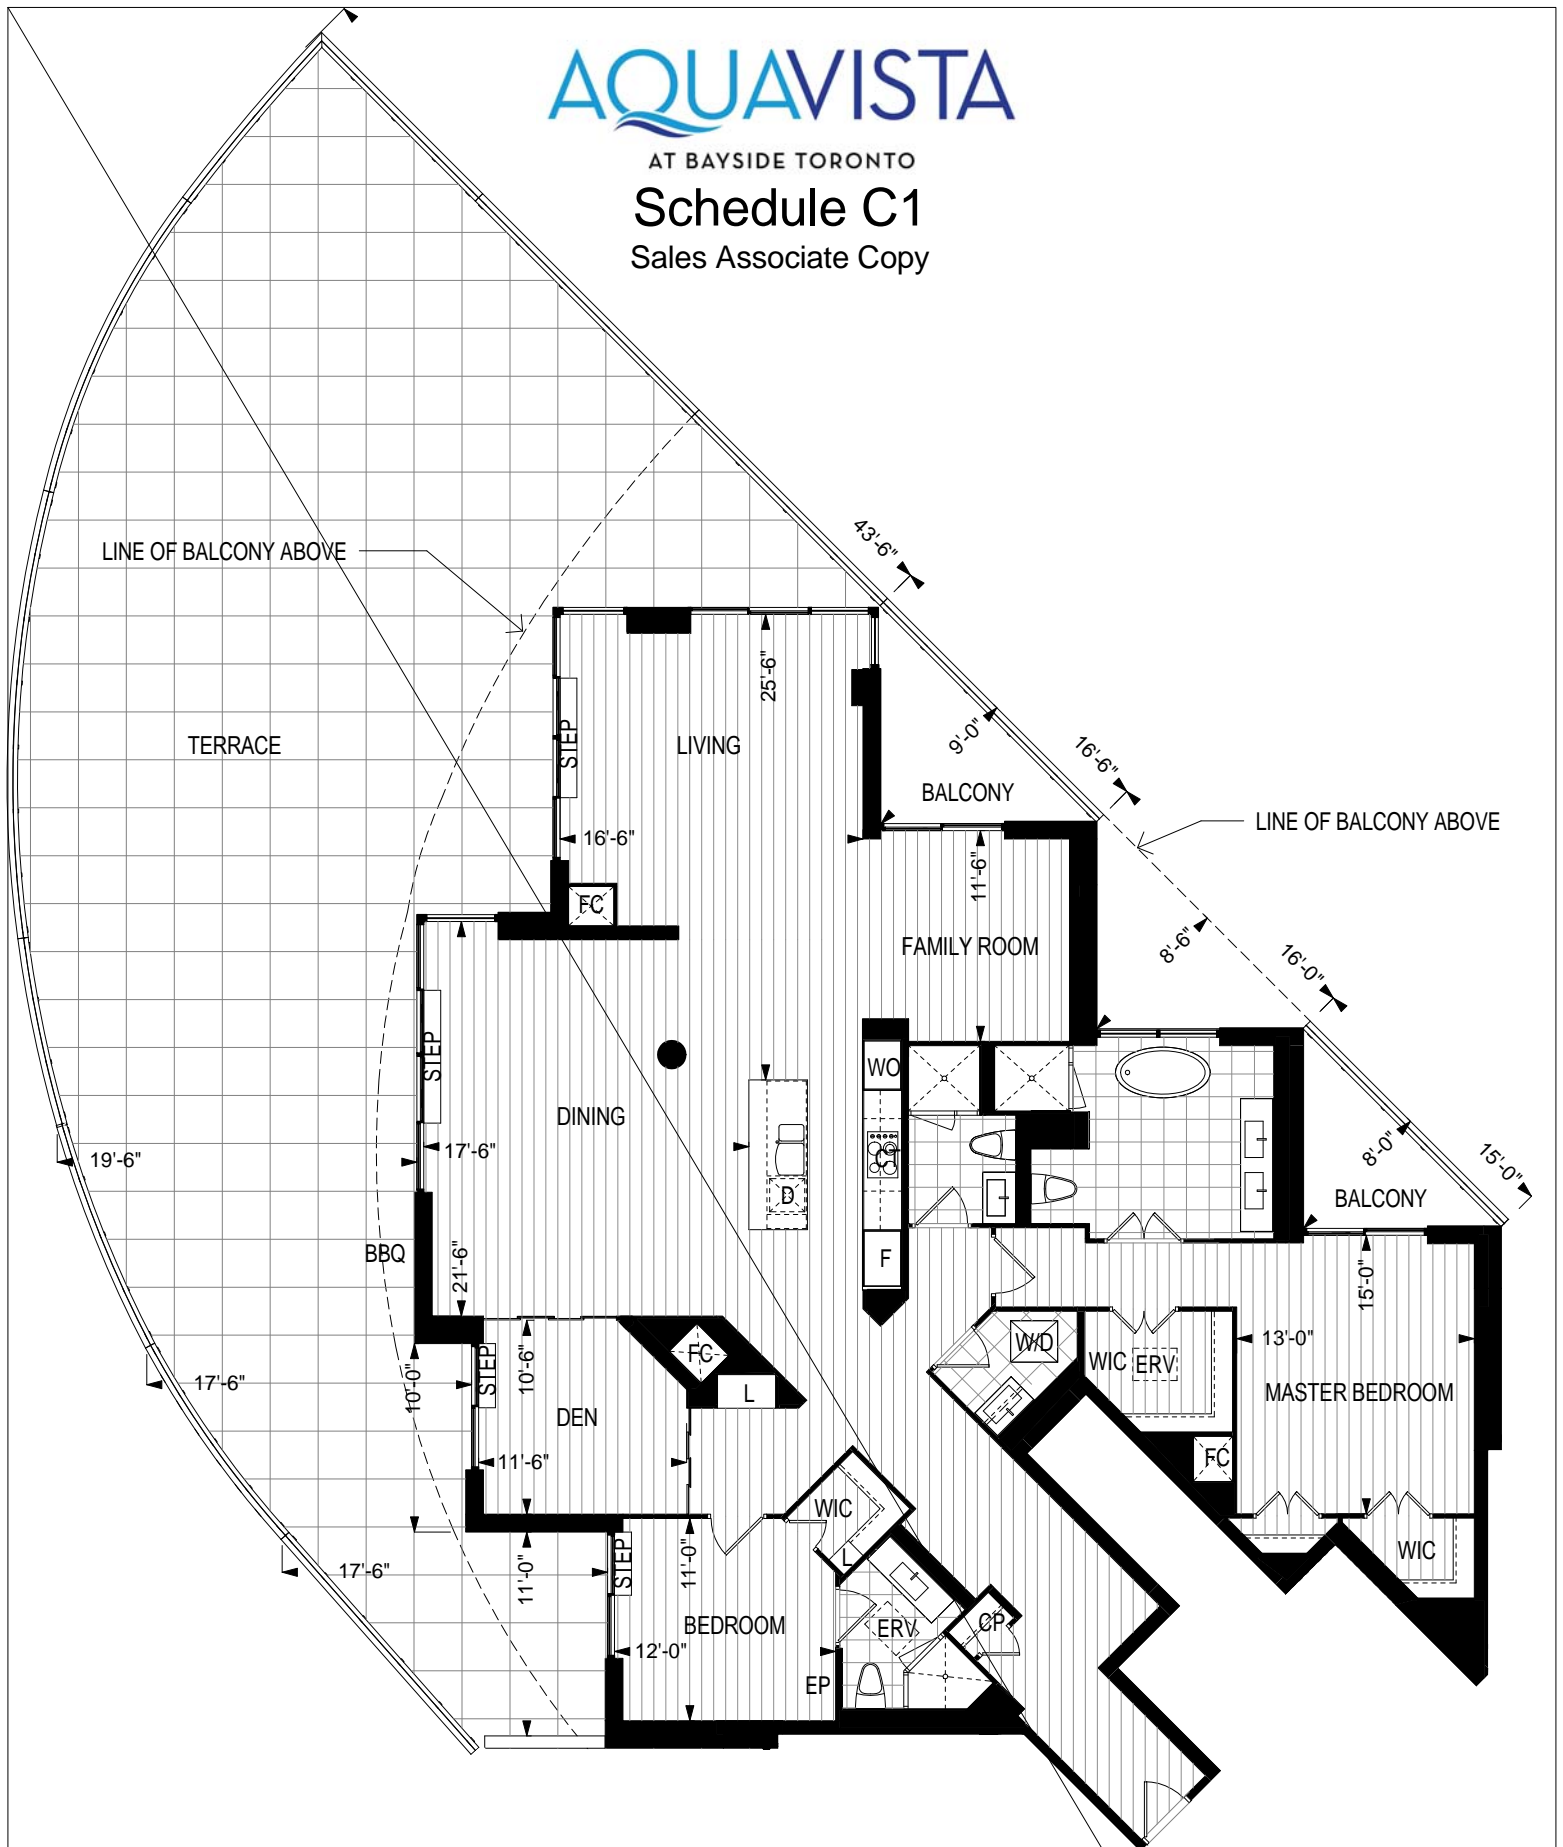 AQUAVISTA
AT BAYSIDE TORONTO
Schedule C1
Sales Associate Copy
43'-6"
LINE OF BALCONY ABOVE
25'-6"
9'-0"
16'-6"
TERRACE
STEP
LIVING
BALCONY
LINE OF BALCONY ABOVE
16'-6"
11'-6"
FC
FAMILY ROOM
8'-6"
16'-0"
STEP
WO
DINING
17'-6"
19'-6"
CT
D
8'-0"
15'-0"
BALCONY
BBQ
21'-6"
F
15'-0"
FC
W/D
WIC
ERV
13'-0"
10'-0"
17'-6"
STEP
10'-6"
L
MASTER BEDROOM
DEN
11'-6"
FC
WIC
L
WIC
17'-6"
11'-0"
STEP
11'-0"
BEDROOM
ERV
CP
12'-0"
EP